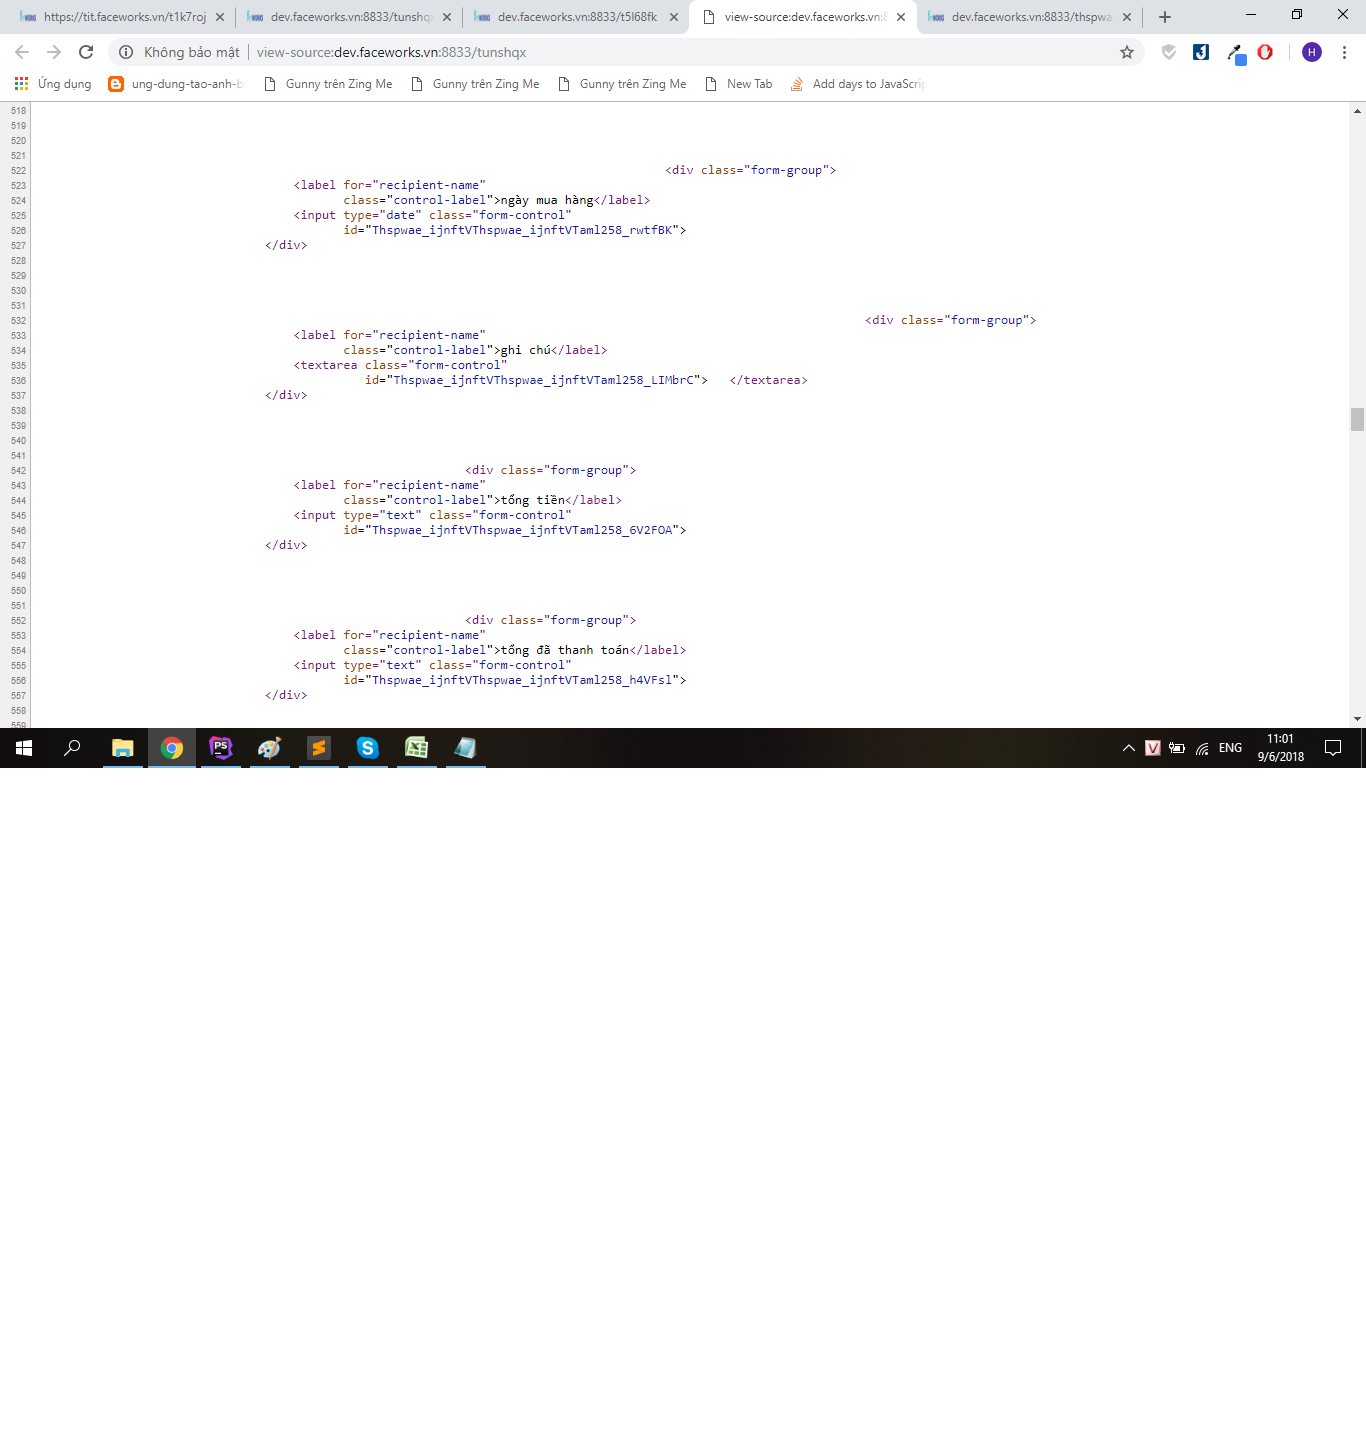 https://tit.faceworks.vn/t1k7roj
dev.faceworks.vn:8833/tunshqx
dev.faceworks.vn:8833/t5l68fk
view-source:dev.faceworks.vn:8
dev.faceworks.vn:8833/thspwa
Không bảo mật | view-source:dev.faceworks.vn:8833/tunshqx
H
Ứng dụng
ung-dung-tao-anh-b
Gunny trên Zing Me
Gunny trên Zing Me
Gunny trên Zing Me
New Tab
Add days to JavaScrip
518
519
520
521
522 <div class="form-group">
523 <label for="recipient-name"
524 class="control-label">ngày mua hàng</label>
525 <input type="date" class="form-control"
526 id="Thspwae_ijnftVThspwae_ijnftVTaml258_rwtfBK">
527 </div>
528
529
530
531
532 <div class="form-group">
533 <label for="recipient-name"
534 class="control-label">ghi chú</label>
535 <textarea class="form-control"
536 id="Thspwae_ijnftVThspwae_ijnftVTaml258_LIMbrC"> </textarea>
537 </div>
538
539
540
541
542 <div class="form-group">
543 <label for="recipient-name"
544 class="control-label">tổng tiền</label>
545 <input type="text" class="form-control"
546 id="Thspwae_ijnftVThspwae_ijnftVTaml258_6V2FOA">
547 </div>
548
549
550
551
552 <div class="form-group">
553 <label for="recipient-name"
554 class="control-label">tổng đã thanh toán</label>
555 <input type="text" class="form-control"
556 id="Thspwae_ijnftVThspwae_ijnftVTaml258_h4VFsl">
557 </div>
558
559
PS
S
V
ENG
11:01
9/6/2018